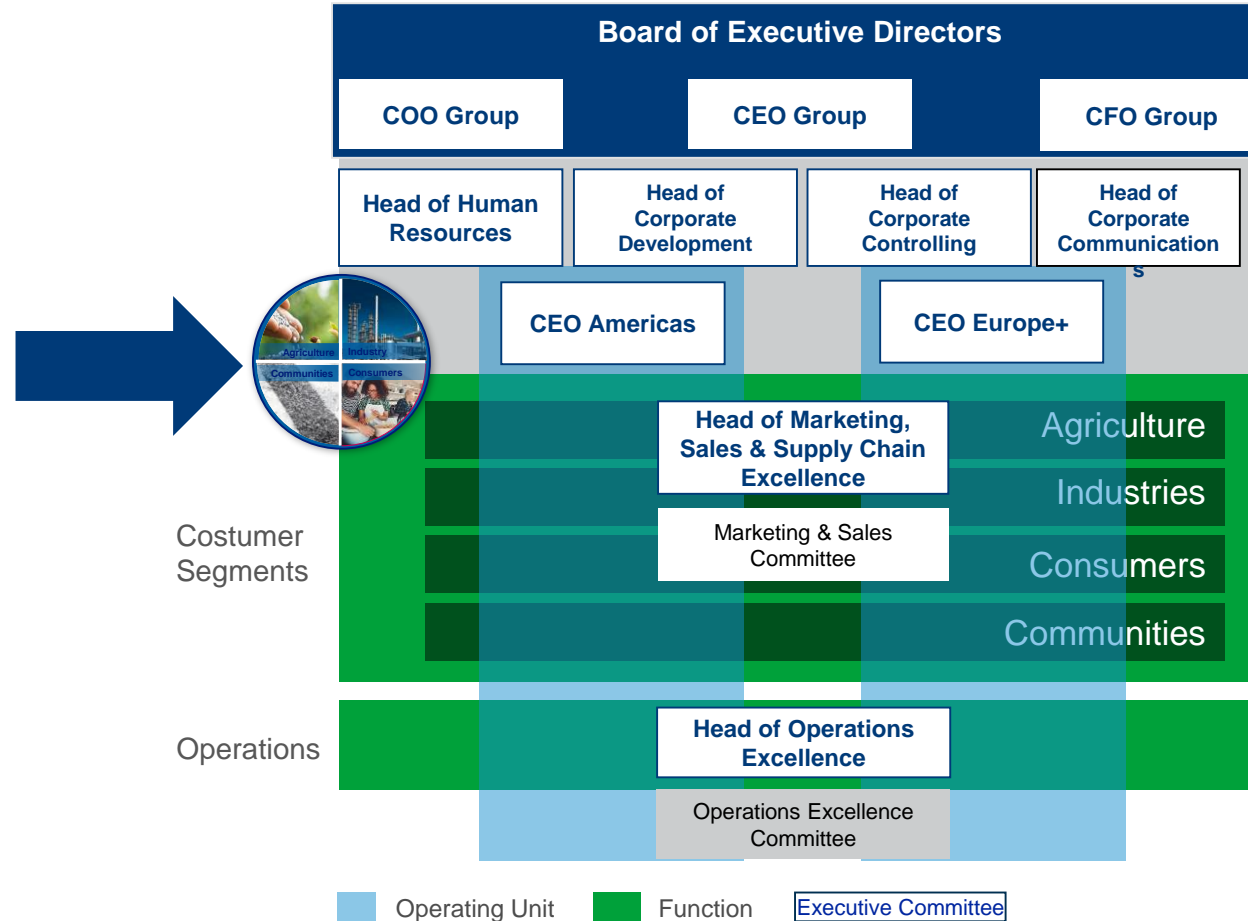 Board of Executive Directors
COO Group
CEO Group
CFO Group
Head of Human
Resources
Head of
Corporate
Development
Head of
Corporate
Controlling
Head of
Corporate
Communication
s
CEO Americas
CEO Europe+
Agriculture
Industry
Communities
Consumers
Head of Marketing,
Sales & Supply Chain
Excellence
Marketing & Sales
Committee
Agriculture
Industries
Consumers
Communities
Costumer
Segments
Operations
Head of Operations
Excellence
Operations Excellence
Committee
Operating Unit
Function
Executive Committee